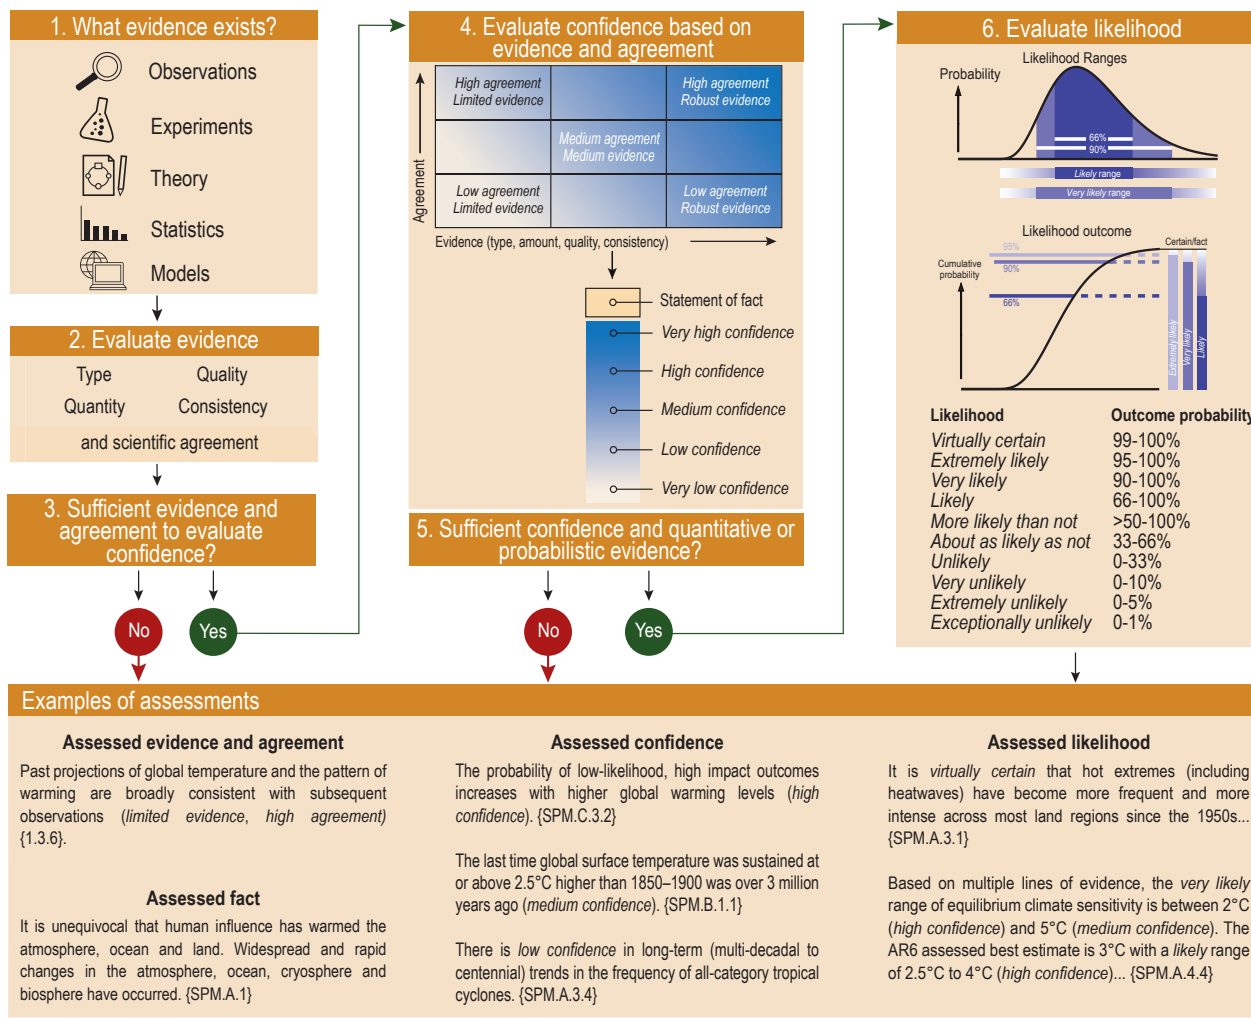 1. What evidence exists?
Observations
Experiments
Theory
Statistics
Models
2. Evaluate evidence
Type Quality
Quantity Consistency
and scientific agreement
3. Sufficient evidence and
agreement to evaluate
confidence?
No Yes
4. Evaluate confidence based on
evidence and agreement
Agreement
High agreement
Limited evidence
High agreement
Robust evidence
Medium agreement
Medium evidence
Low agreement
Limited evidence
Low agreement
Robust evidence
Evidence (type, amount, quality, consistency)
Statement of fact
Very high confidence
High confidence
Medium confidence
Low confidence
Very low confidence
5. Sufficient confidence and quantitative or
probabilistic evidence?
No Yes
6. Evaluate likelihood
Likelihood Ranges
Probability
66%
90%
Likely range
Very likely range
Likelihood outcome
Cumulative
probability
95%
90%
66%
Certain/fact
Extremely likely
Very likely
Likely
Likelihood Outcome probability
Virtually certain 99-100%
Extremely likely 95-100%
Very likely 90-100%
Likely 66-100%
More likely than not >50-100%
About as likely as not 33-66%
Unlikely 0-33%
Very unlikely 0-10%
Extremely unlikely 0-5%
Exceptionally unlikely 0-1%
Examples of assessments
Assessed evidence and agreement
Past projections of global temperature and the pattern of
warming are broadly consistent with subsequent
observations (limited evidence, high agreement)
{1.3.6}.
Assessed fact
It is unequivocal that human influence has warmed the
atmosphere, ocean and land. Widespread and rapid
changes in the atmosphere, ocean, cryosphere and
biosphere have occurred. {SPM.A.1}
Assessed confidence
The probability of low-likelihood, high impact outcomes
increases with higher global warming levels (high
confidence). {SPM.C.3.2}
The last time global surface temperature was sustained at
or above 2.5°C higher than 1850–1900 was over 3 million
years ago (medium confidence). {SPM.B.1.1}
There is low confidence in long-term (multi-decadal to
centennial) trends in the frequency of all-category tropical
cyclones. {SPM.A.3.4}
Assessed likelihood
It is virtually certain that hot extremes (including
heatwaves) have become more frequent and more
intense across most land regions since the 1950s...
{SPM.A.3.1}
Based on multiple lines of evidence, the very likely
range of equilibrium climate sensitivity is between 2°C
(high confidence) and 5°C (medium confidence). The
AR6 assessed best estimate is 3°C with a likely range
of 2.5°C to 4°C (high confidence)... {SPM.A.4.4}